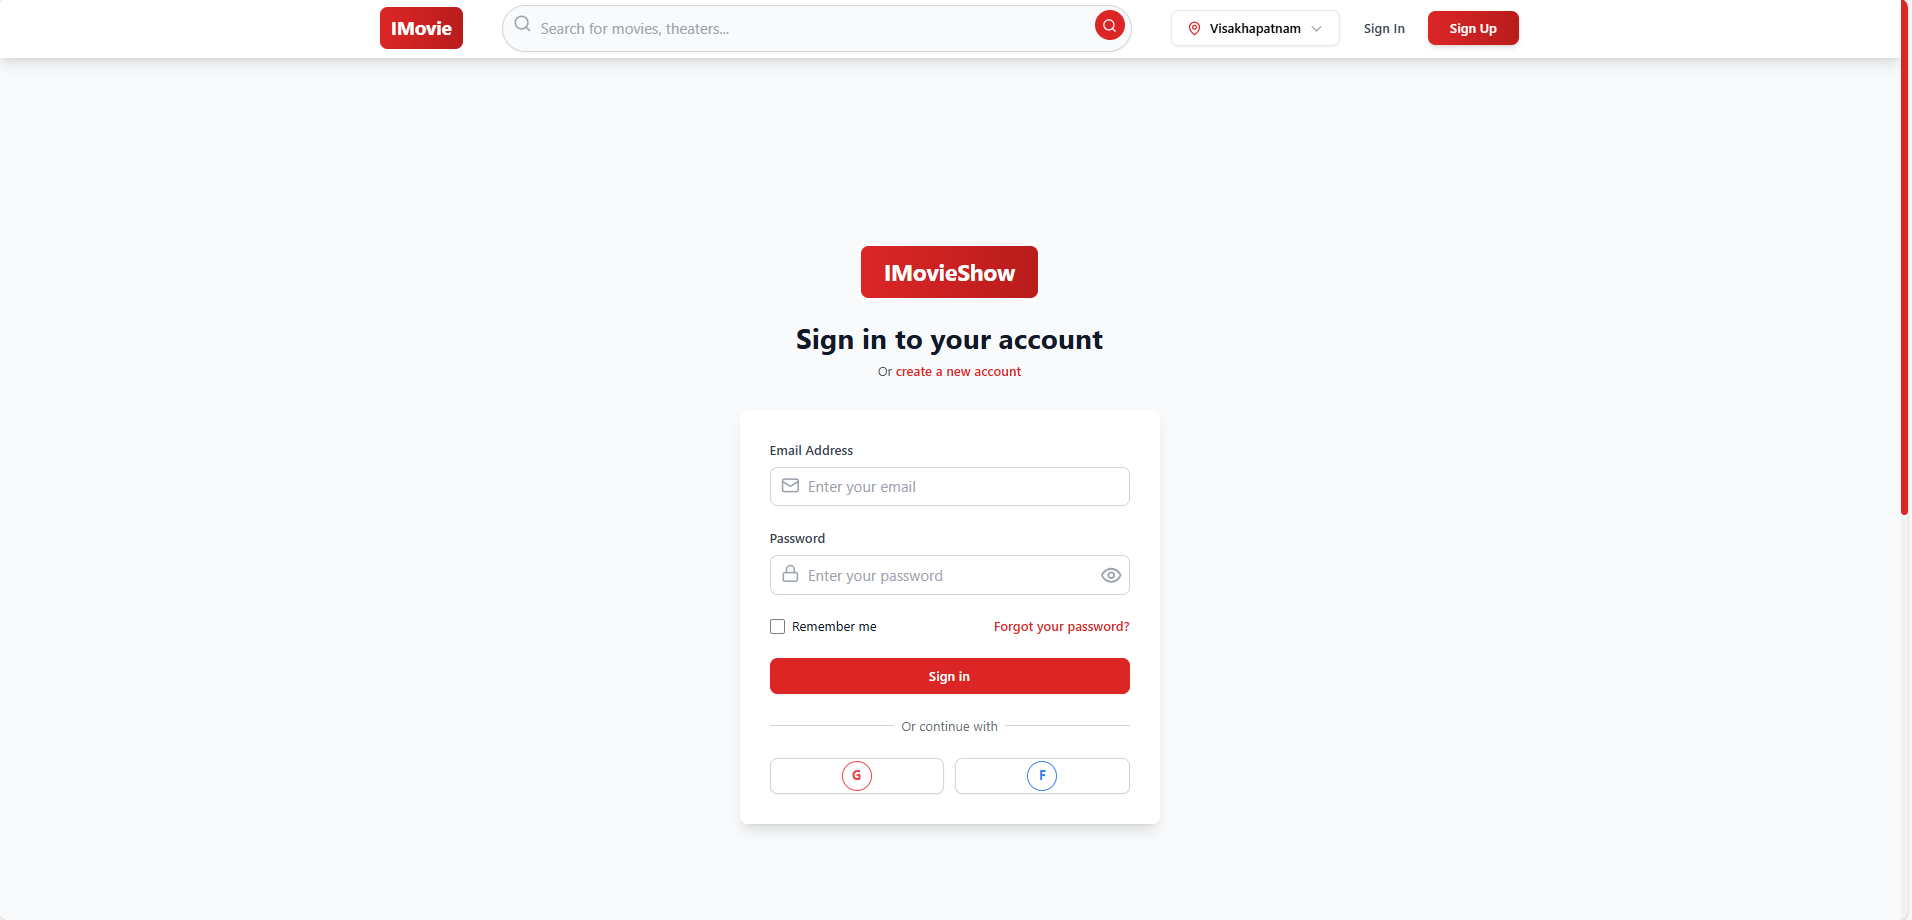 IMovie
Search for movies, theaters...
Visakhapatnam
Sign In
Sign Up
IMovieShow
Sign in to your account
Or create a new account
Email Address
Enter your email
Password
Enter your password
Remember me
Forgot your password?
Sign in
Or continue with
G
F